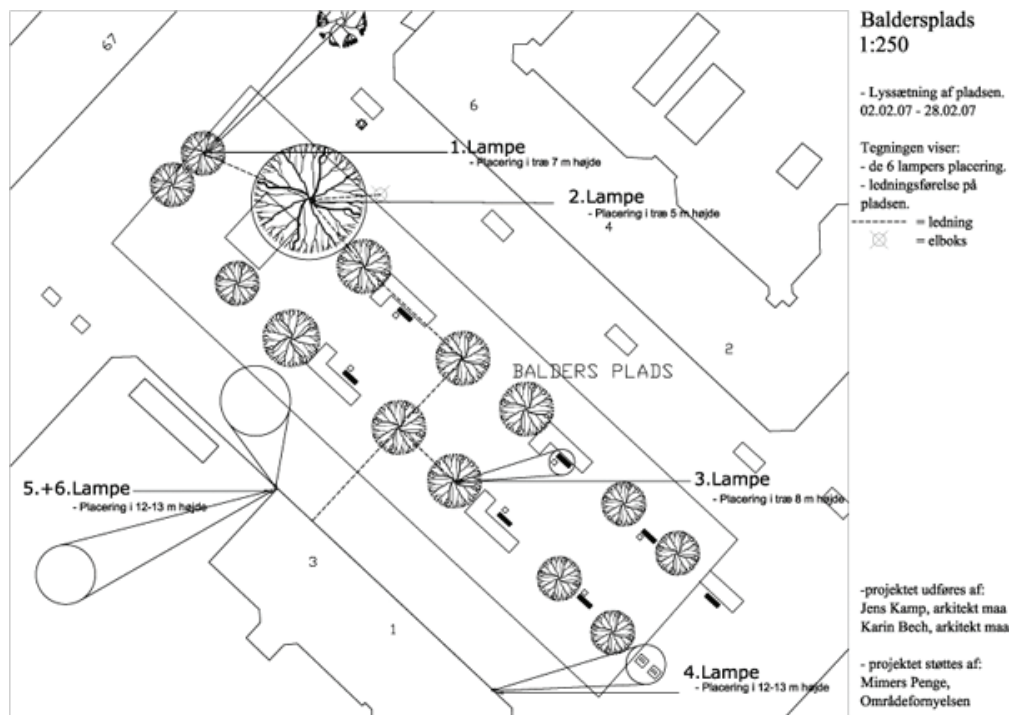 67
6
1.Lampe
- Placering i træ 7 m højde
2.Lampe
- Placering i træ 5 m højde
4
2
BALDERS PLADS
3.Lampe
- Placering i træ 8 m højde
5.+6.Lampe
- Placering i 12-13 m højde
3
1
4.Lampe
- Placering i 12-13 m højde
Baldersplads
1:250
- Lyssætning af pladsen.
02.02.07 - 28.02.07
Tegningen viser:
- de 6 lampers placering.
- ledningsførelse på
pladsen.
= ledning
= elboks
-projektet udføres af:
Jens Kamp, arkitekt maa
Karin Bech, arkitekt maa
- projektet støttes af:
Mimers Penge,
Områdefornyelsen